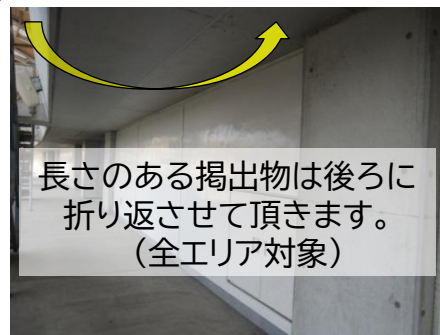 長さのある掲出物は後ろに
折り返させて頂きます。
（全エリア対象）